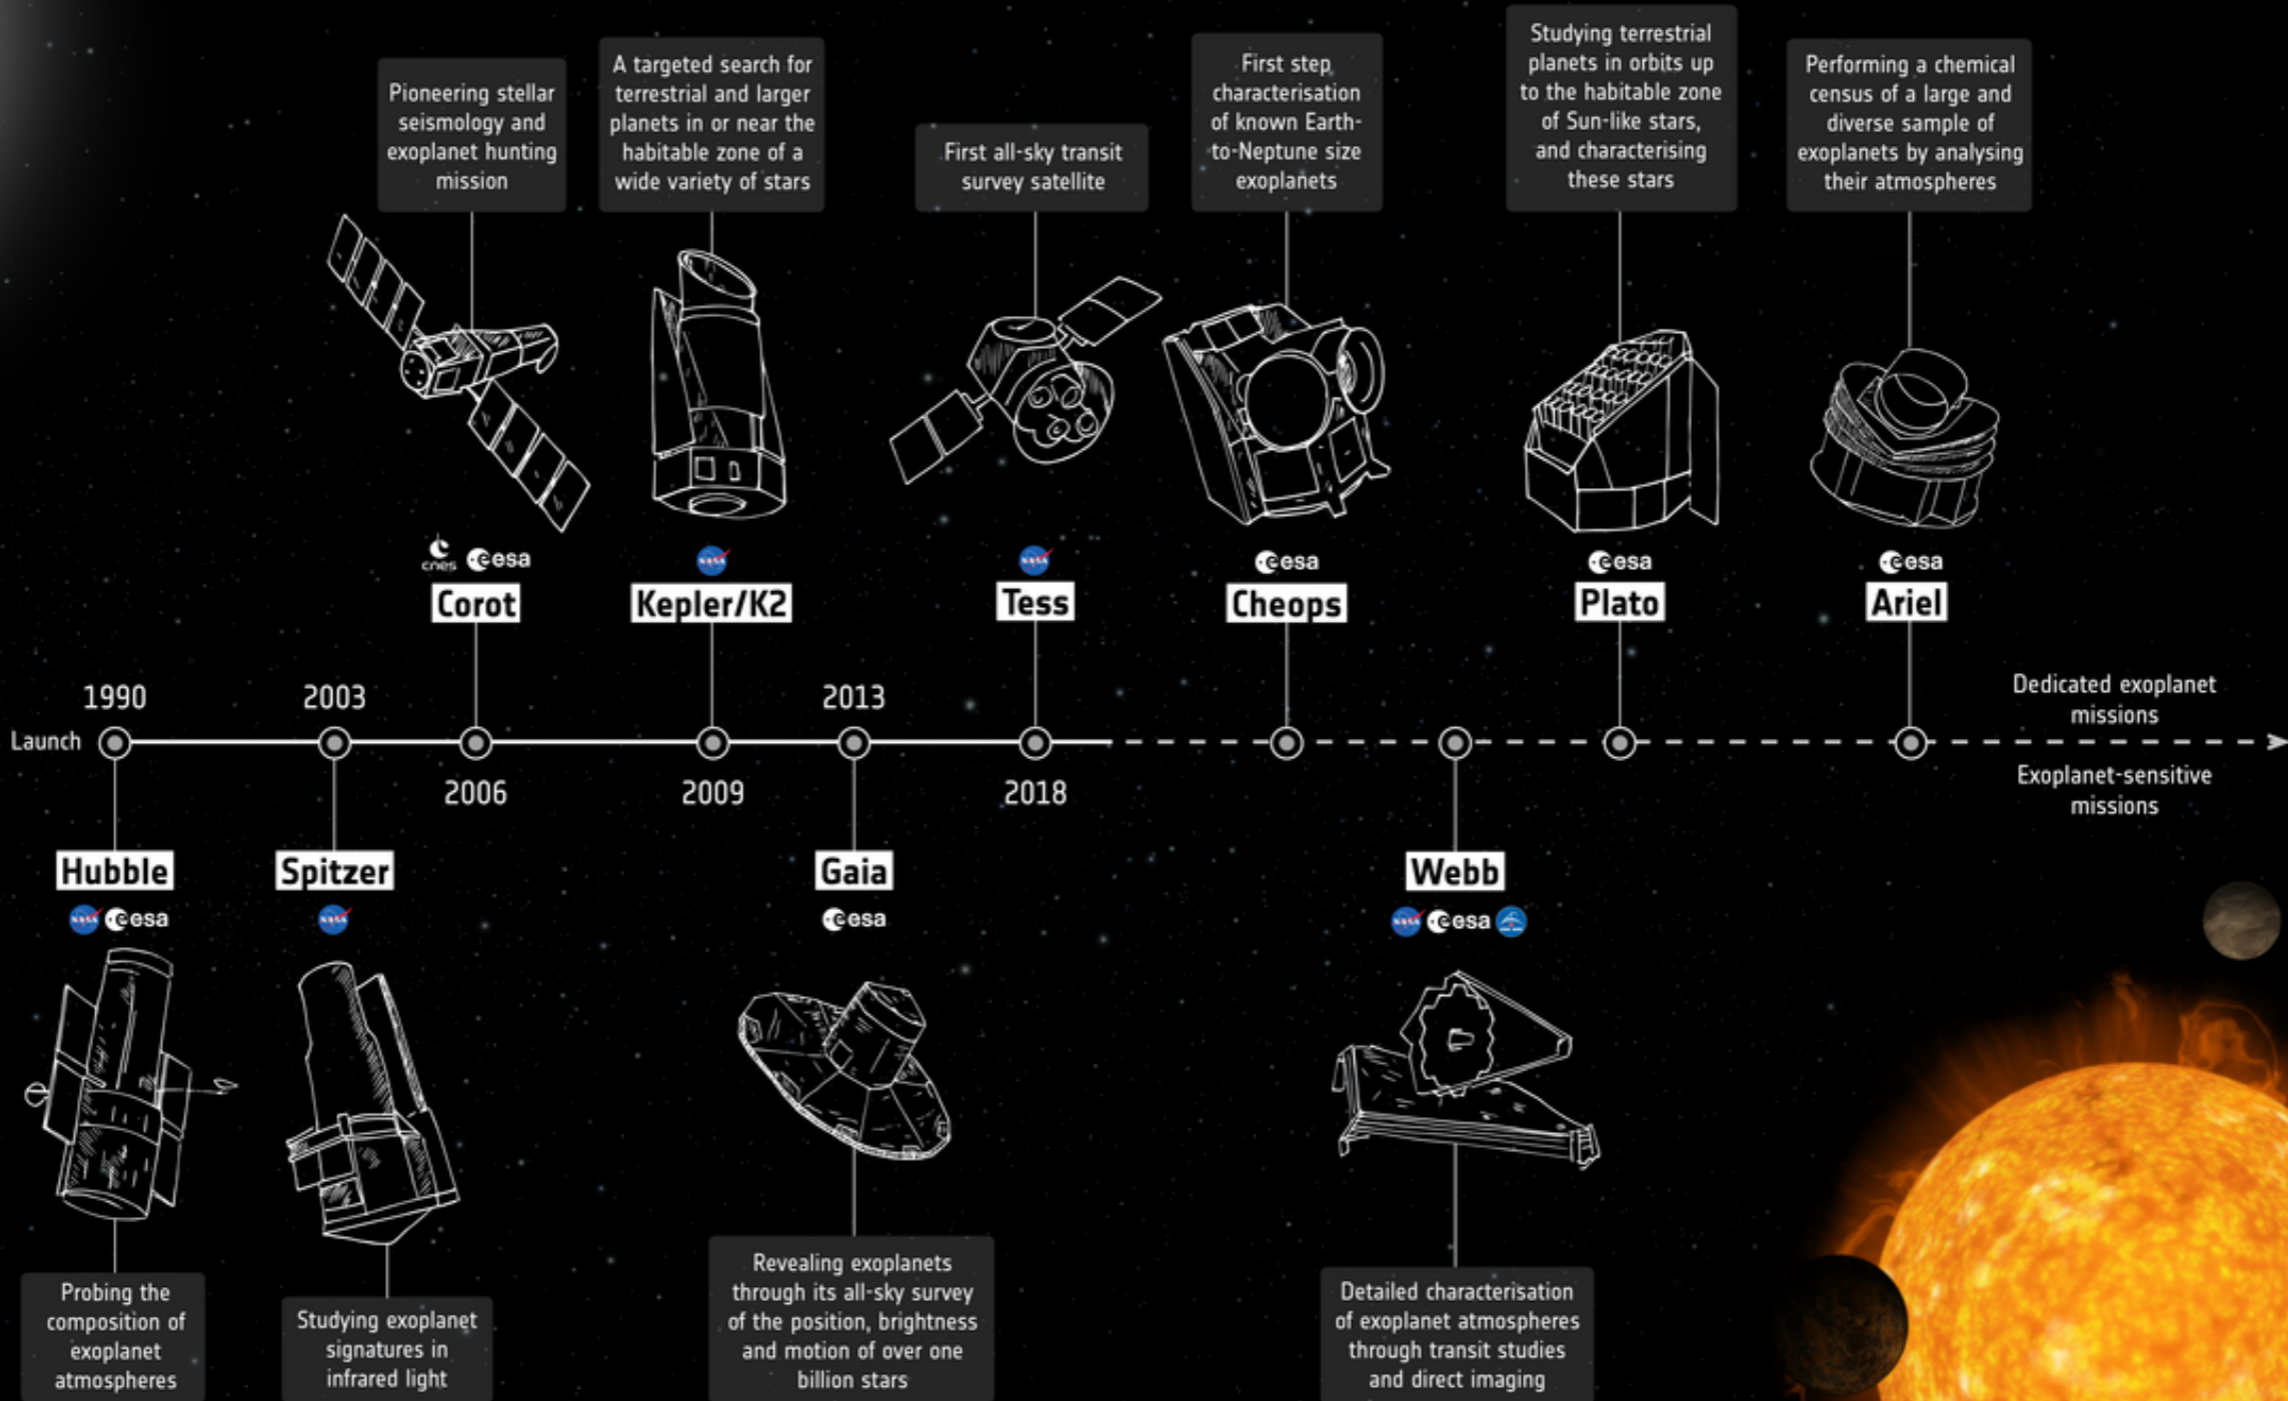 Pioneering stellar
seismology and
exoplanet hunting
mission
A targeted search for
terrestrial and larger
planets in or near the
habitable zone of a
wide variety of stars
First all-sky transit
survey satellite
First step
characterisation
of known Earth-
to-Neptune size
exoplanets
Studying terrestrial
planets in orbits up
to the habitable zone
of Sun-like stars,
and characterising
these stars
Performing a chemical
census of a large and
diverse sample of
exoplanets by analysing
their atmospheres
cnes esa
Corot
NASA
Kepler/K2
NASA
Tess
esa
Cheops
esa
Plato
esa
Ariel
1990
2003
2013
Dedicated exoplanet
missions
Launch
2006
2009
2018
Exoplanet-sensitive
missions
Hubble
NASA esa
Spitzer
NASA
Gaia
esa
Webb
NASA esa
Probing the
composition of
exoplanet
atmospheres
Studying exoplanet
signatures in
infrared light
Revealing exoplanets
through its all-sky survey
of the position, brightness
and motion of over one
billion stars
Detailed characterisation
of exoplanet atmospheres
through transit studies
and direct imaging